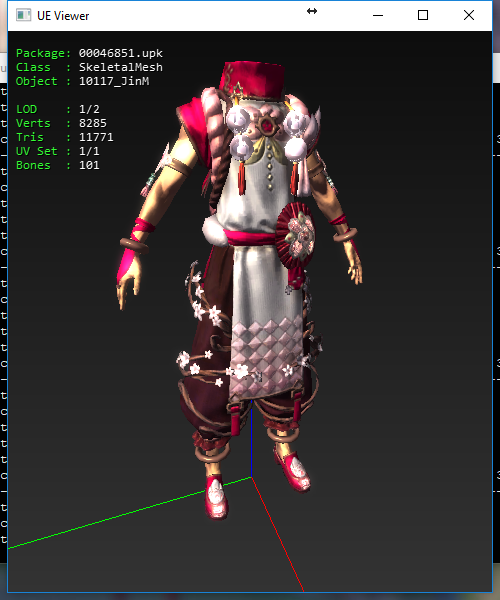 UE Viewer
Package: 00046851.upk
Class : SkeletalMesh
Object : 10117_JinM
LOD : 1/2
Verts : 8285
Tris : 11771
UV Set : 1/1
Bones : 101